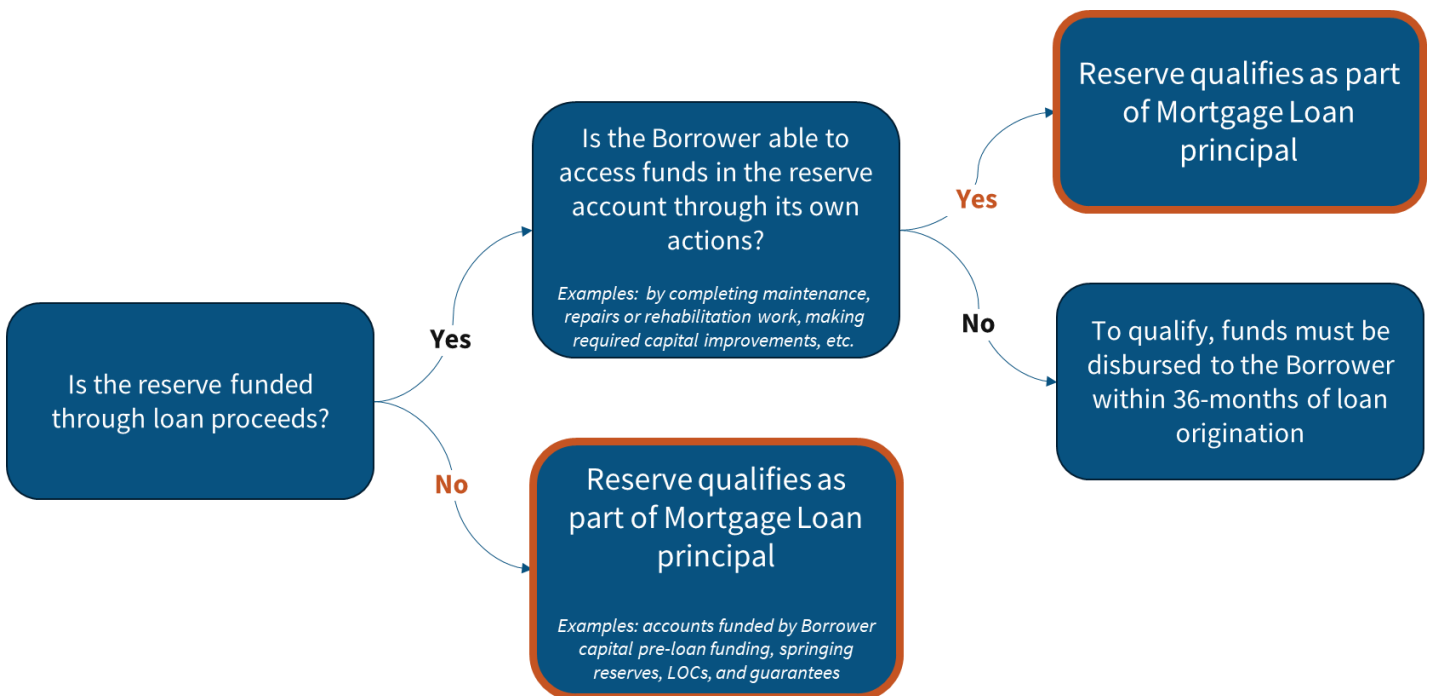 Is the reserve funded
through loan proceeds?
Yes
No
Is the Borrower able to
access funds in the reserve
account through its own
actions?
Examples: by completing maintenance,
repairs or rehabilitation work, making
required capital improvements, etc.
Reserve qualifies as
part of Mortgage Loan
principal
Examples: accounts funded by Borrower
capital pre-loan funding, springing
reserves, LOCs, and guarantees
Yes
No
Reserve qualifies as part
of Mortgage Loan
principal
To qualify, funds must be
disbursed to the Borrower
within 36-months of loan
origination